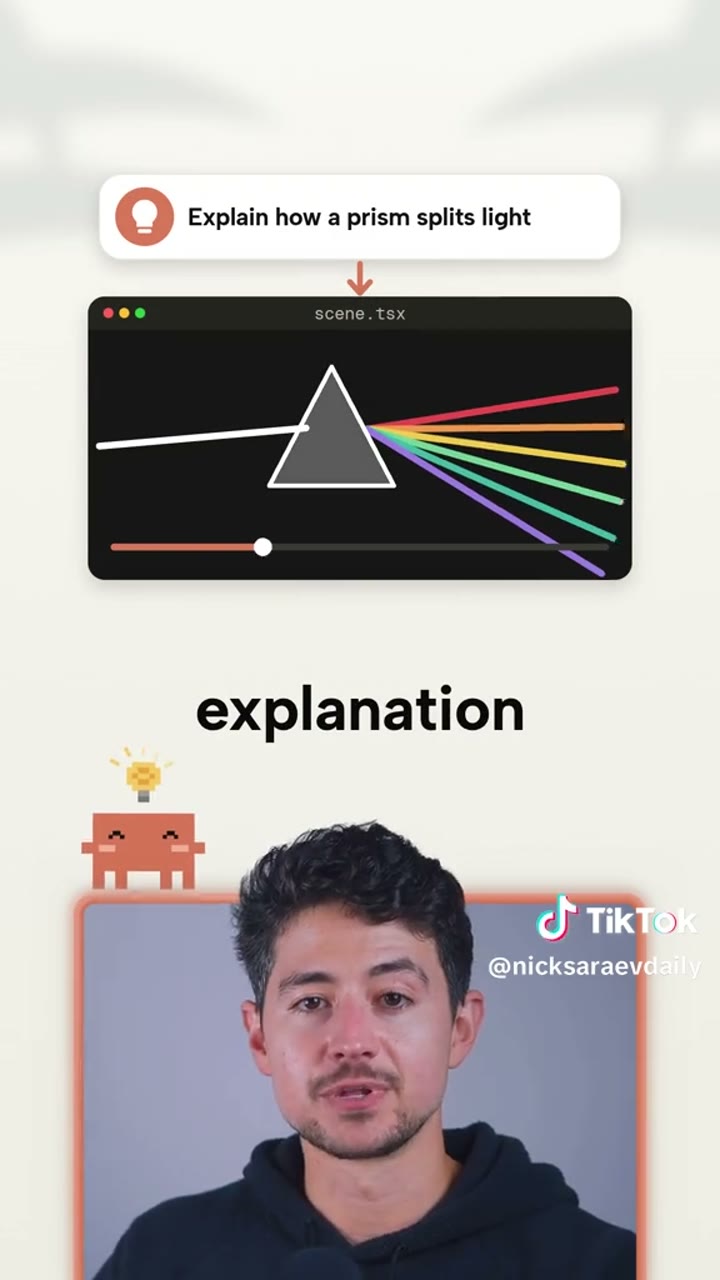 Explain how a prism splits light
scene.tsx
explanation
TikTok
@nicksaraevdaily